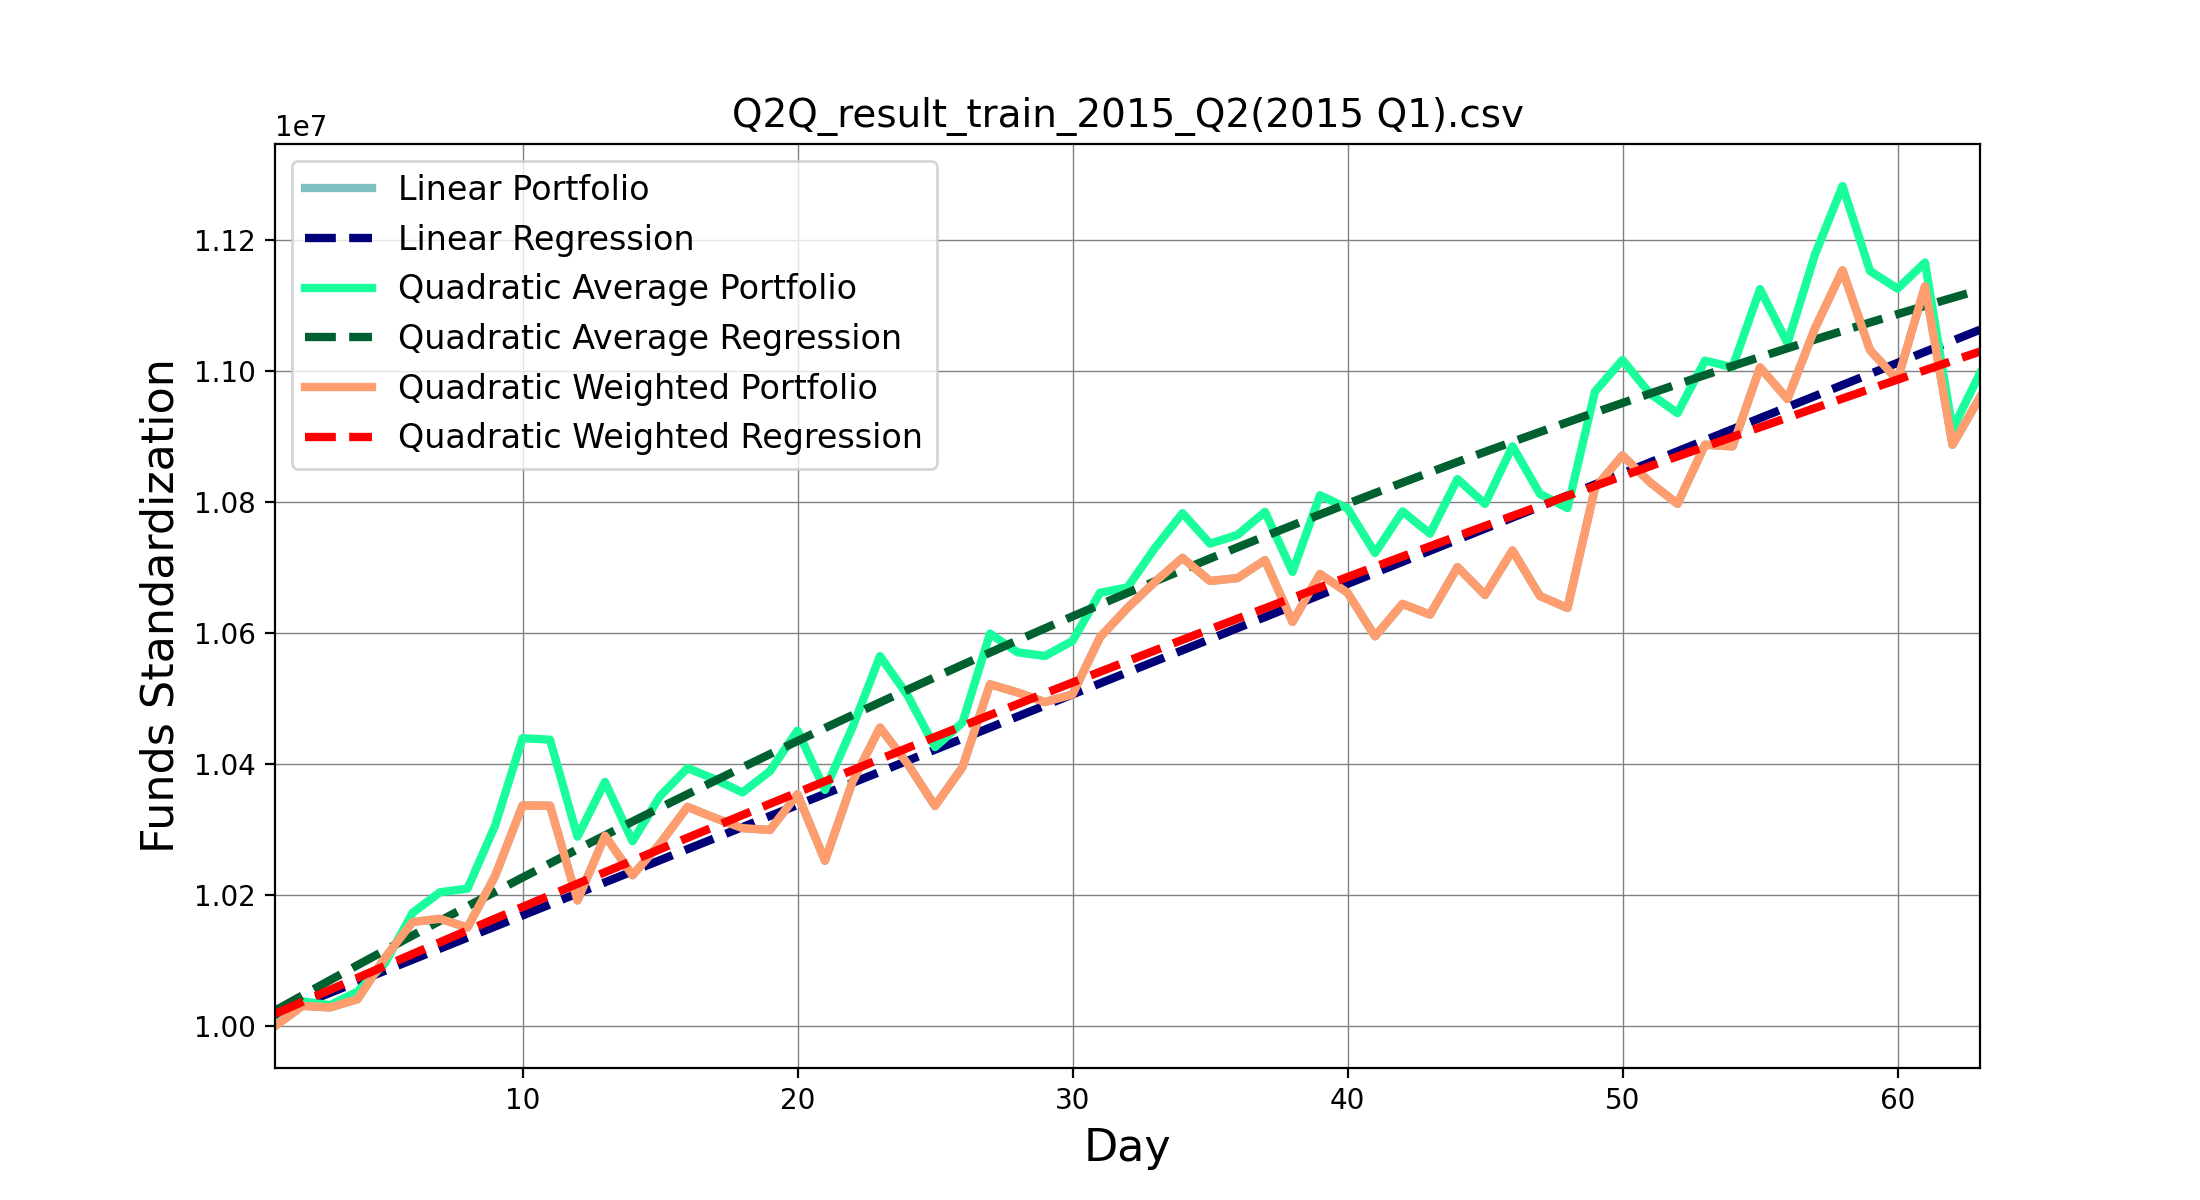 Q2Q_result_train_2015_Q2(2015 Q1).csv
1e7
Linear Portfolio
Linear Regression
Quadratic Average Portfolio
Quadratic Average Regression
Quadratic Weighted Portfolio
Quadratic Weighted Regression
1.12
1.10
1.08
1.06
1.04
1.02
1.00
Funds Standardization
10 20 30 40 50 60
Day